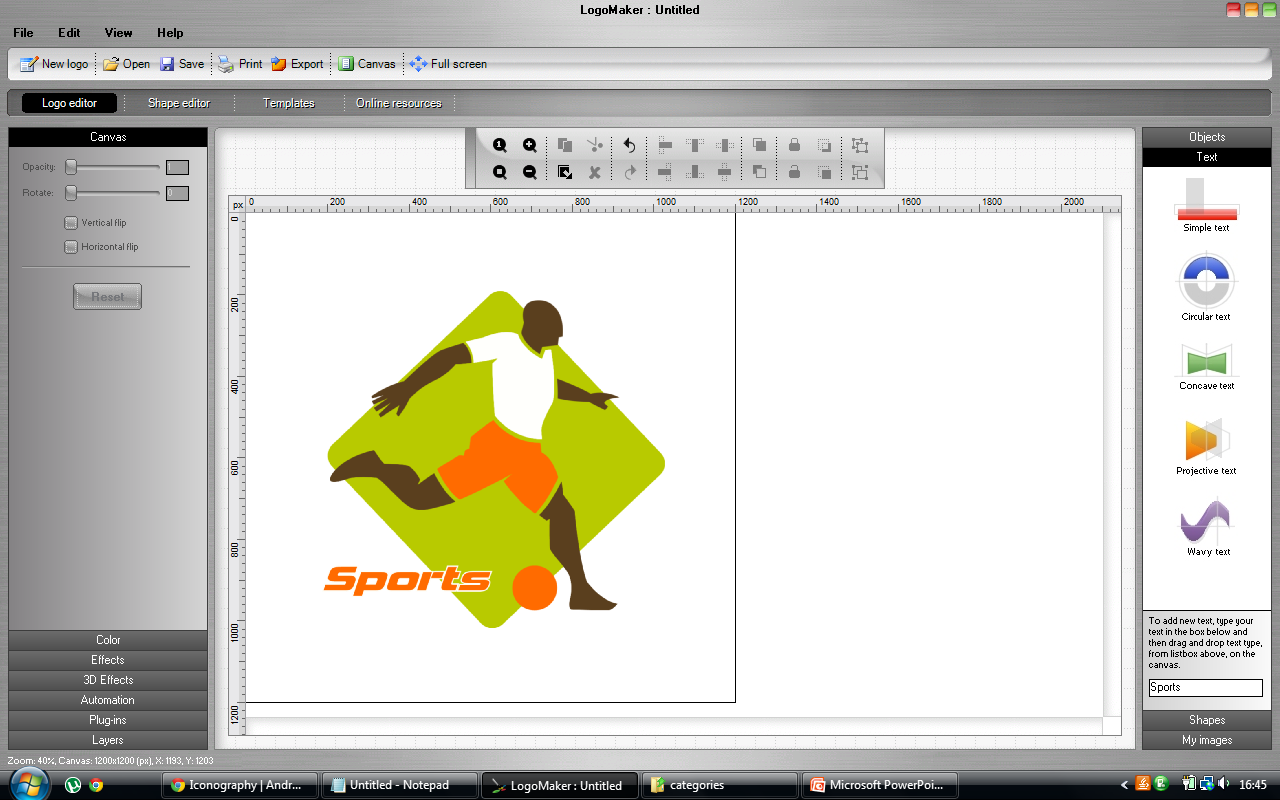 LogoMaker : Untitled
File Edit View Help
New logo Open Save Print Export Canvas Full screen
Logo editor Shape editor Templates Online resources
Canvas
Opacity: 1
Rotate: 0
Vertical flip
Horizontal flip
Reset
Color
Effects
3D Effects
Automation
Plug-ins
Layers
1
px 0 200 400 600 800 1000 1200 1400 1600 1800 2000
0
200
400
600
800
1000
1200
Sports
Objects
Text
Simple text
Circular text
Concave text
Projective text
Wavy text
To add new text, type your
text in the box below and
then drag and drop text type,
from listbox above, on the
canvas.
Sports
Shapes
My images
Zoom: 40%, Canvas: 1200x1200 (px), X: 1193, Y: 1203
Iconography | Andr... Untitled - Notepad LogoMaker : Untitled categories Microsoft PowerPoi... 16:45